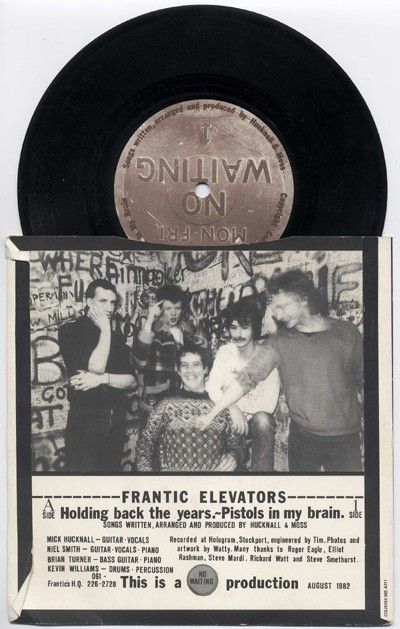 Songs written, arranged and produced by Hucknall & Moss
1
WAITING
NO
MON-FRI
WHERE
FRANTIC ELEVATORS
A SIDE Holding back the years.~Pistols in my brain. SIDE 1
SONGS WRITTEN, ARRANGED AND PRODUCED BY HUCKNALL & MOSS
MICK HUCKNALL—GUITAR·VOCALS
NIEL SMITH — GUITAR·VOCALS·PIANO
BRIAN TURNER—BASS GUITAR·PIANO
KEVIN WILLIAMS—DRUMS·PERCUSSION
061-
Frantic's H.Q. 226-2728
Recorded at Hologram, Stockport, engineered by Tim. Photos and
artwork by Watty. Many thanks to Roger Eagle, Elliot
Rashman, Steve Mardi. Richard Watt and Steve Smethurst.
This is a NO WAITING production AUGUST 1982